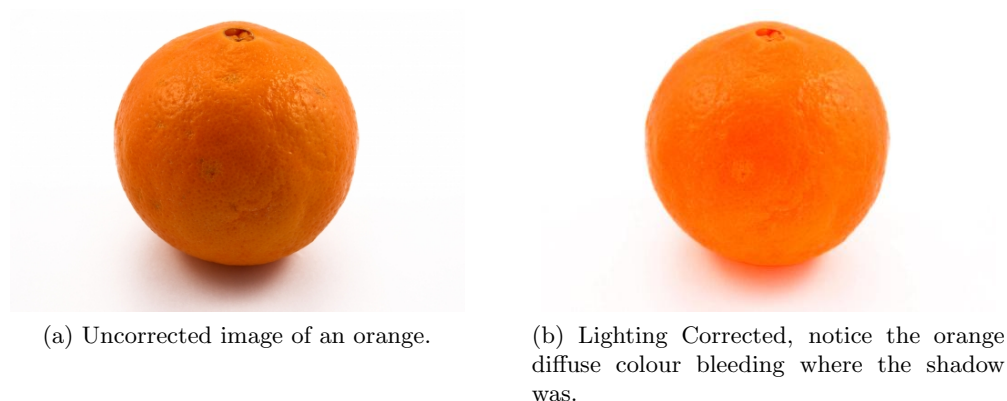 (a) Uncorrected image of an orange.
(b) Lighting Corrected, notice the orange
diffuse colour bleeding where the shadow
was.